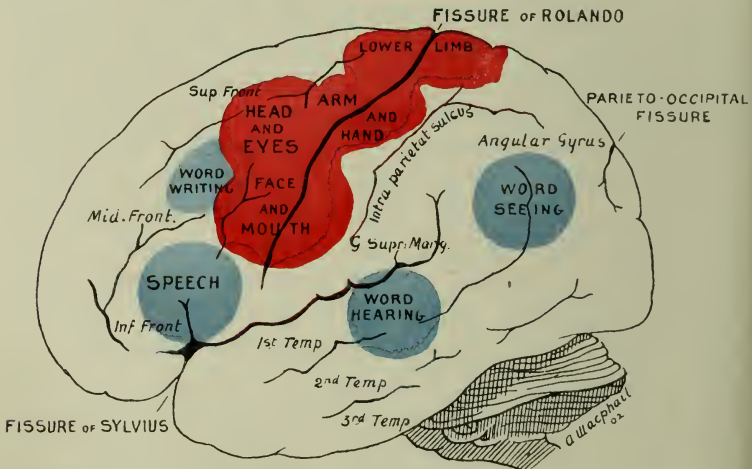 FISSURE OF ROLANDO
LOWER LIMB
Sup Front
ARM
HEAD
AND
EYES
AND
HAND
PARIETO-OCCIPITAL
FISSURE
Intra parietal sulcus
Angular Gyrus
WORD
WRITING
FACE
AND
MOUTH
WORD
SEEING
Mid. Front.
G Supr: Marg.
SPEECH
WORD
HEARING
Inf Front
1st Temp
2nd Temp
3rd Temp
FISSURE OF SYLVIUS
A Macphail
02